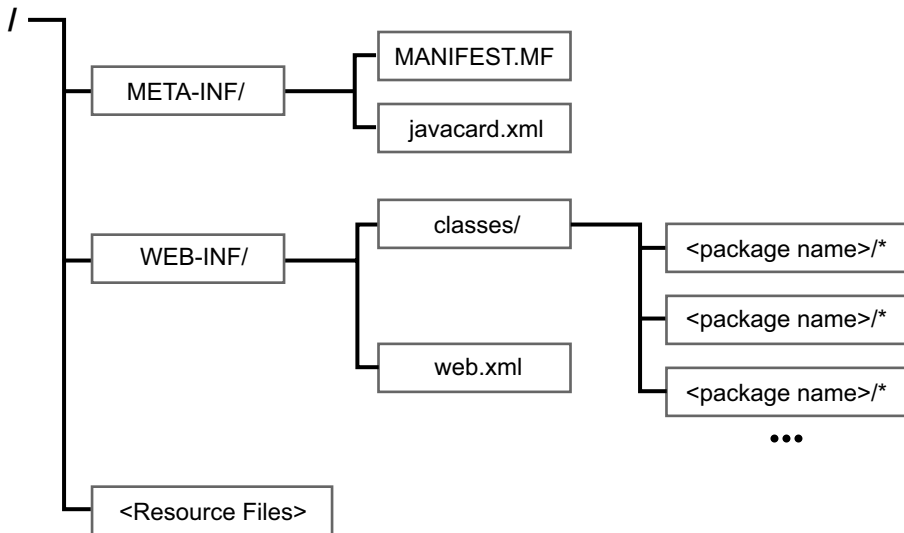 /
META-INF/
MANIFEST.MF
javacard.xml
WEB-INF/
classes/
<package name>/*
<package name>/*
<package name>/*
•••
web.xml
<Resource Files>